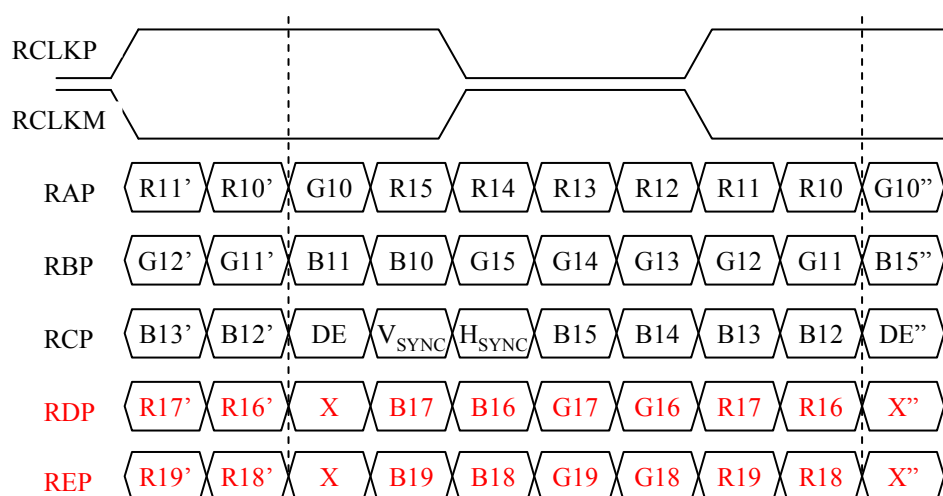 RCLKP
RCLKM
RAP R11’ R10’ G10 R15 R14 R13 R12 R11 R10 G10”
RBP G12’ G11’ B11 B10 G15 G14 G13 G12 G11 B15”
RCP B13’ B12’ DE VSYNC HSYNC B15 B14 B13 B12 DE”
RDP R17’ R16’ X B17 B16 G17 G16 R17 R16 X”
REP R19’ R18’ X B19 B18 G19 G18 R19 R18 X”